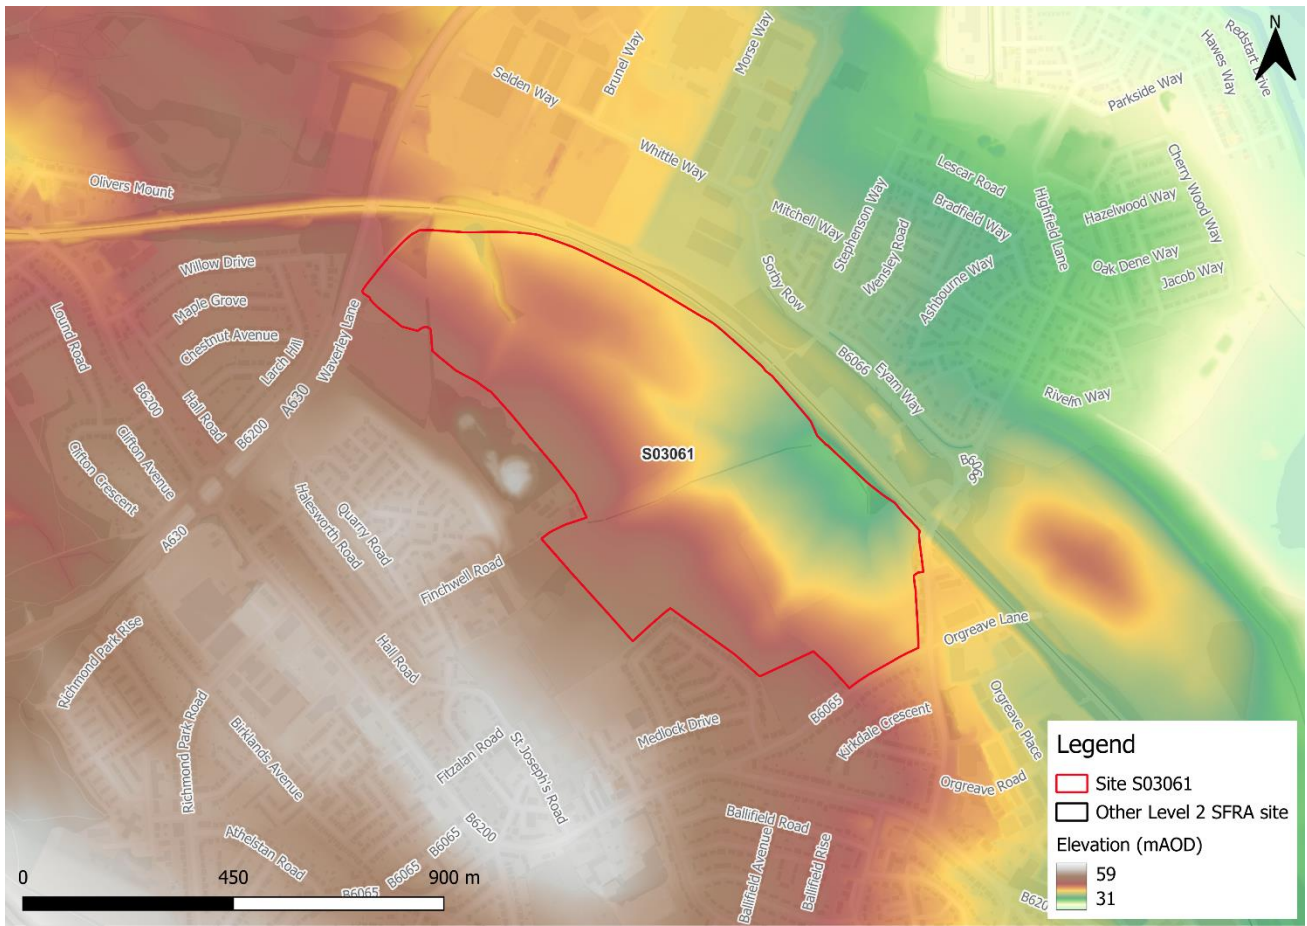 Morse Way
Brunel Way
Redstart Drive
Hawes Way
N
Selden Way
Parkside Way
Whittle Way
Olivers Mount
Lescar Road
Cherry Wood Way
Stephenson Way
Bradfield Way
Highfield Lane
Hazelwood Way
Mitchell Way
Wensley Road
Willow Drive
Sorby Row
Ashbourne Way
Oak Dene Way
Jacob Way
Maple Grove
Lound Road
Chestnut Avenue
Waverley Lane
Larch Hill
B6066
Eyam Way
B6200
Hall Road
A630
Rivelin Way
B6200
Clifton Avenue
S03061
Clifton Crescent
B6066
Halesworth Road
Quarry Road
A630
Finchwell Road
Richmond Park Rise
Hall Road
Orgreave Lane
Richmond Park Road
B6065
Orgreave Place
Birklands Avenue
Medlock Drive
Kirkdale Crescent
Fitzalan Road
St Joseph's Road
Orgreave Road
Athelstan Road
B6200
B6065
Ballifield Road
B6065
B6065
Ballifield Avenue
Ballifield Rise
B620
Legend
Site S03061
Other Level 2 SFRA site
Elevation (mAOD)
59
31
0 450 900 m